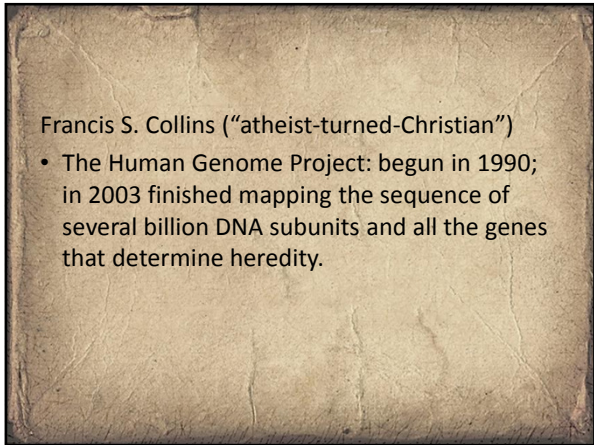 Francis S. Collins (“atheist-turned-Christian”)
• The Human Genome Project: begun in 1990;
in 2003 finished mapping the sequence of
several billion DNA subunits and all the genes
that determine heredity.